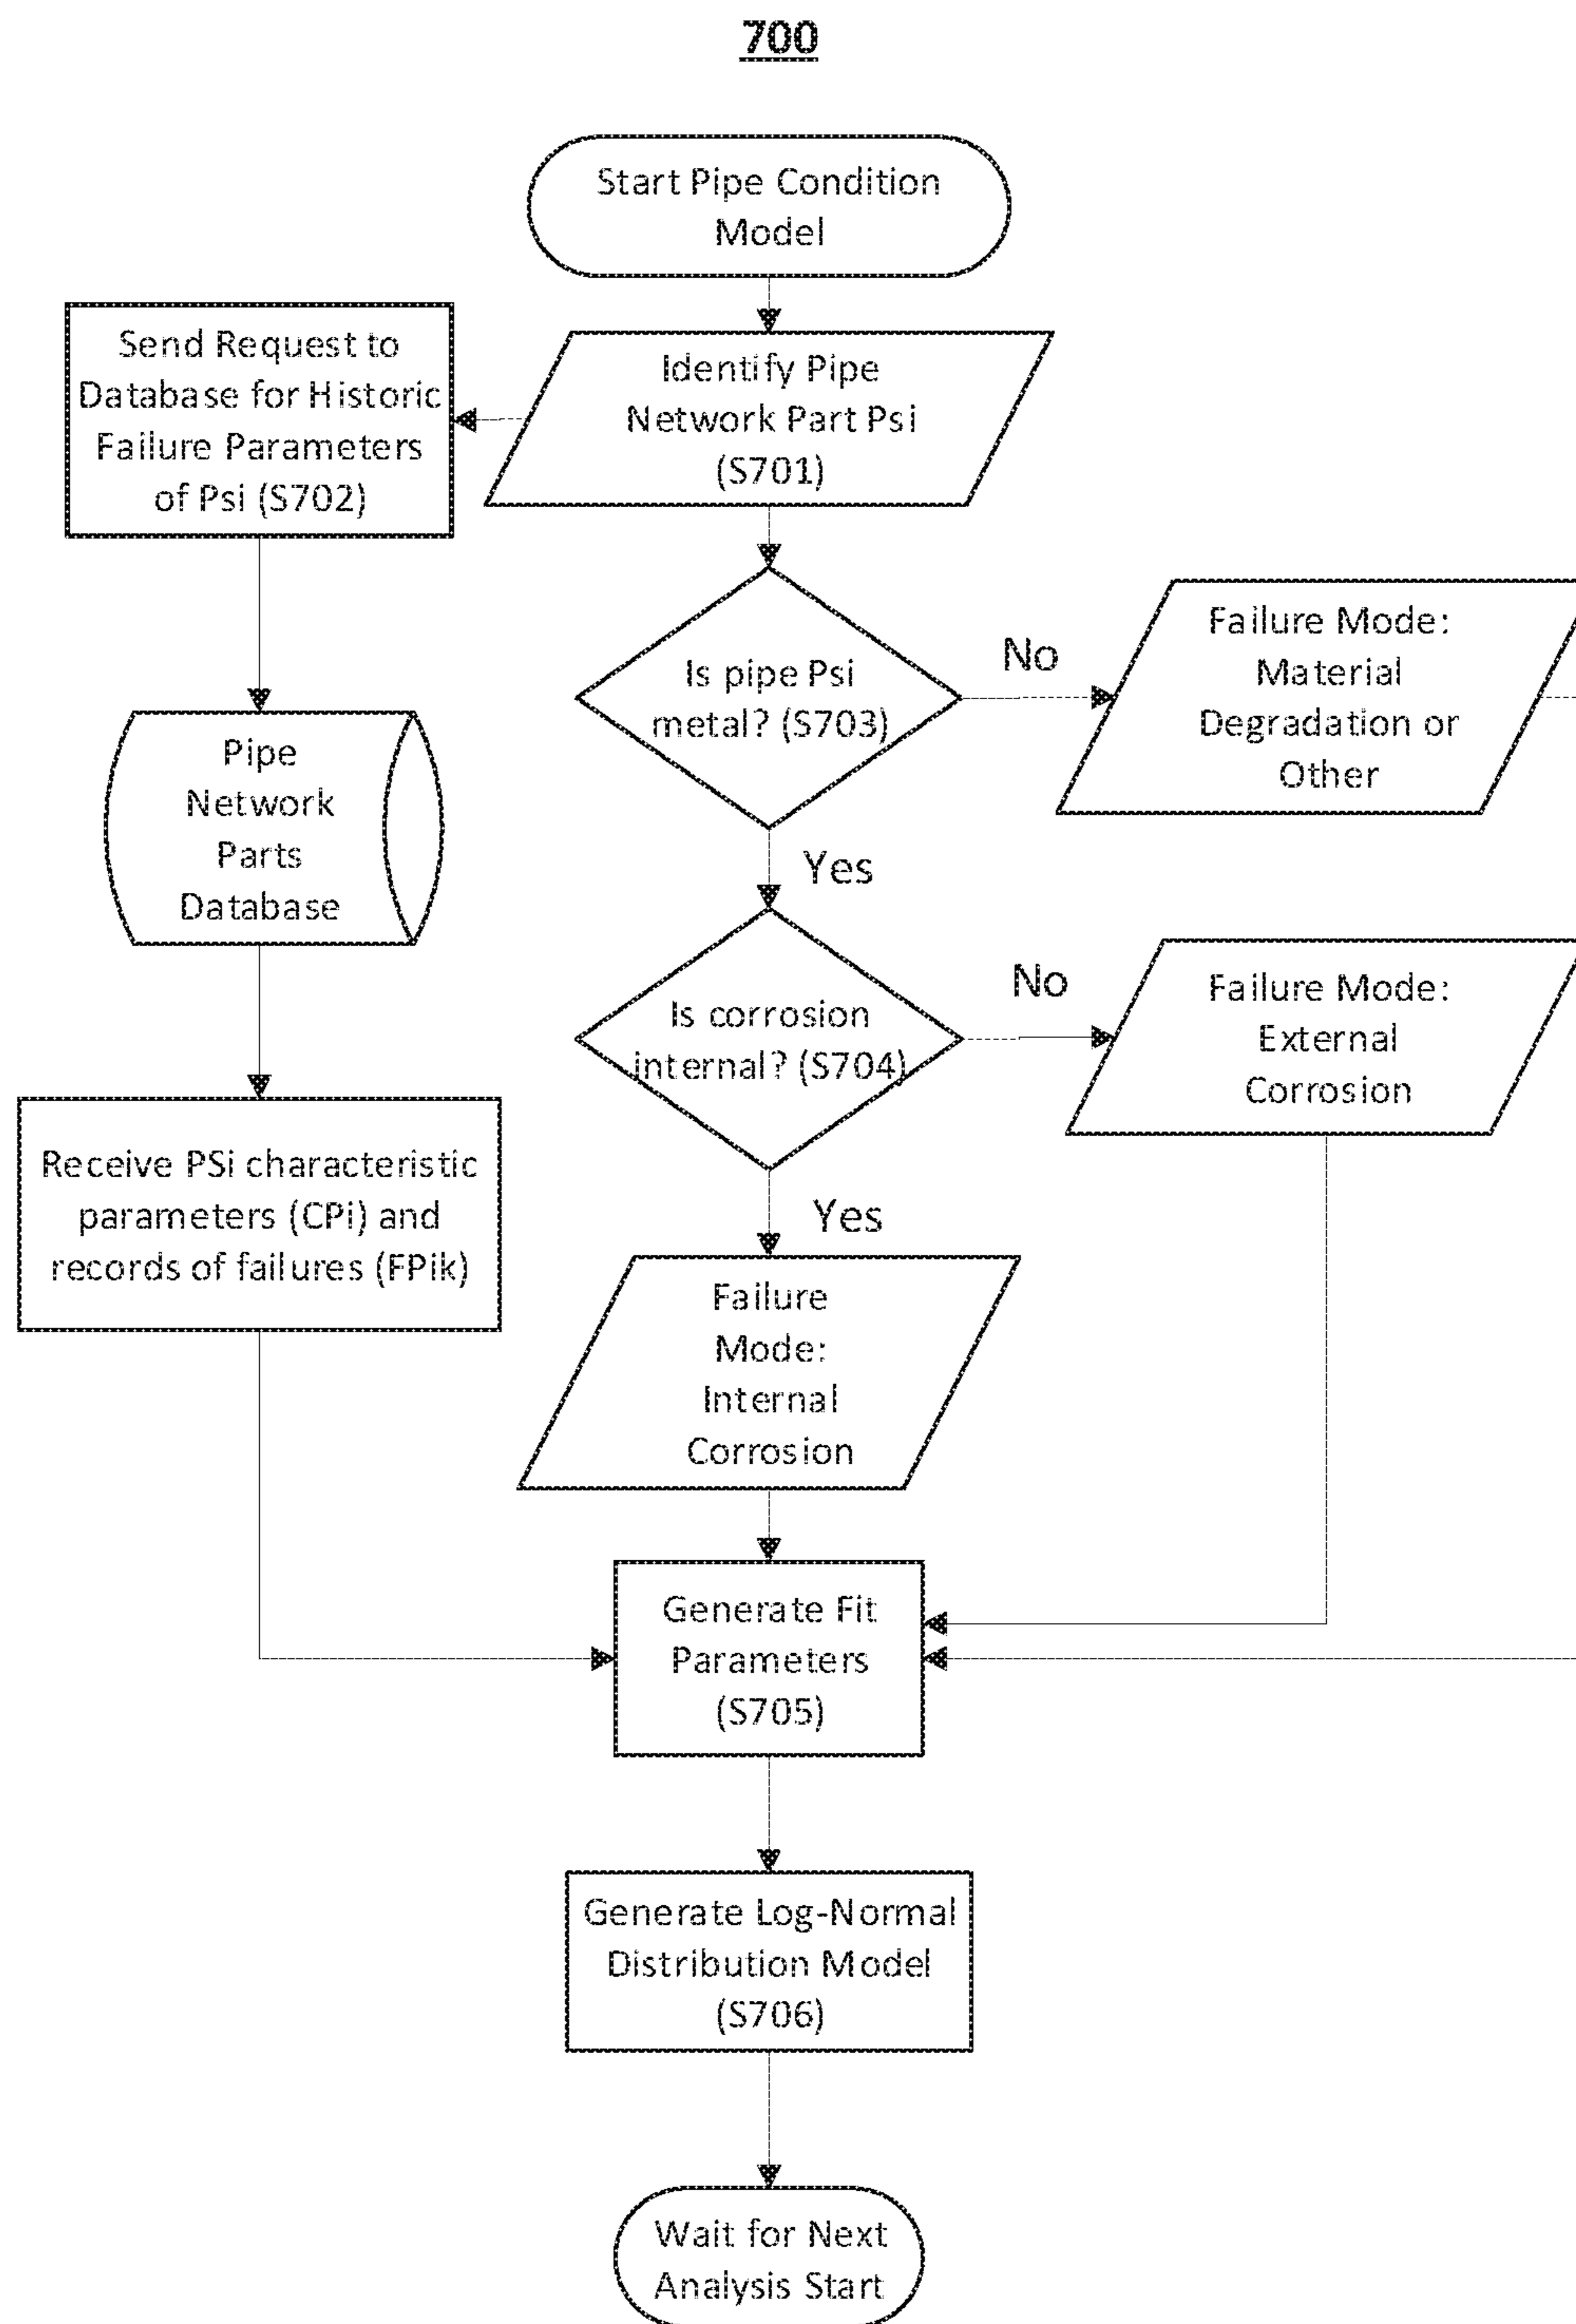 700
Start Pipe Condition
Model
Send Request to
Database for Historic
Failure Parameters
of Psi (S702)
Identify Pipe
Network Part Psi
(S701)
Is pipe Psi
metal? (S703)
No
Failure Mode:
Material
Degradation or
Other
Pipe
Network
Parts
Database
Yes
Is corrosion
internal? (S704)
No
Failure Mode:
External
Corrosion
Receive PSi characteristic
parameters (CPi) and
records of failures (FPik)
Yes
Failure
Mode:
Internal
Corrosion
Generate Fit
Parameters
(S705)
Generate Log-Normal
Distribution Model
(S706)
Wait for Next
Analysis Start